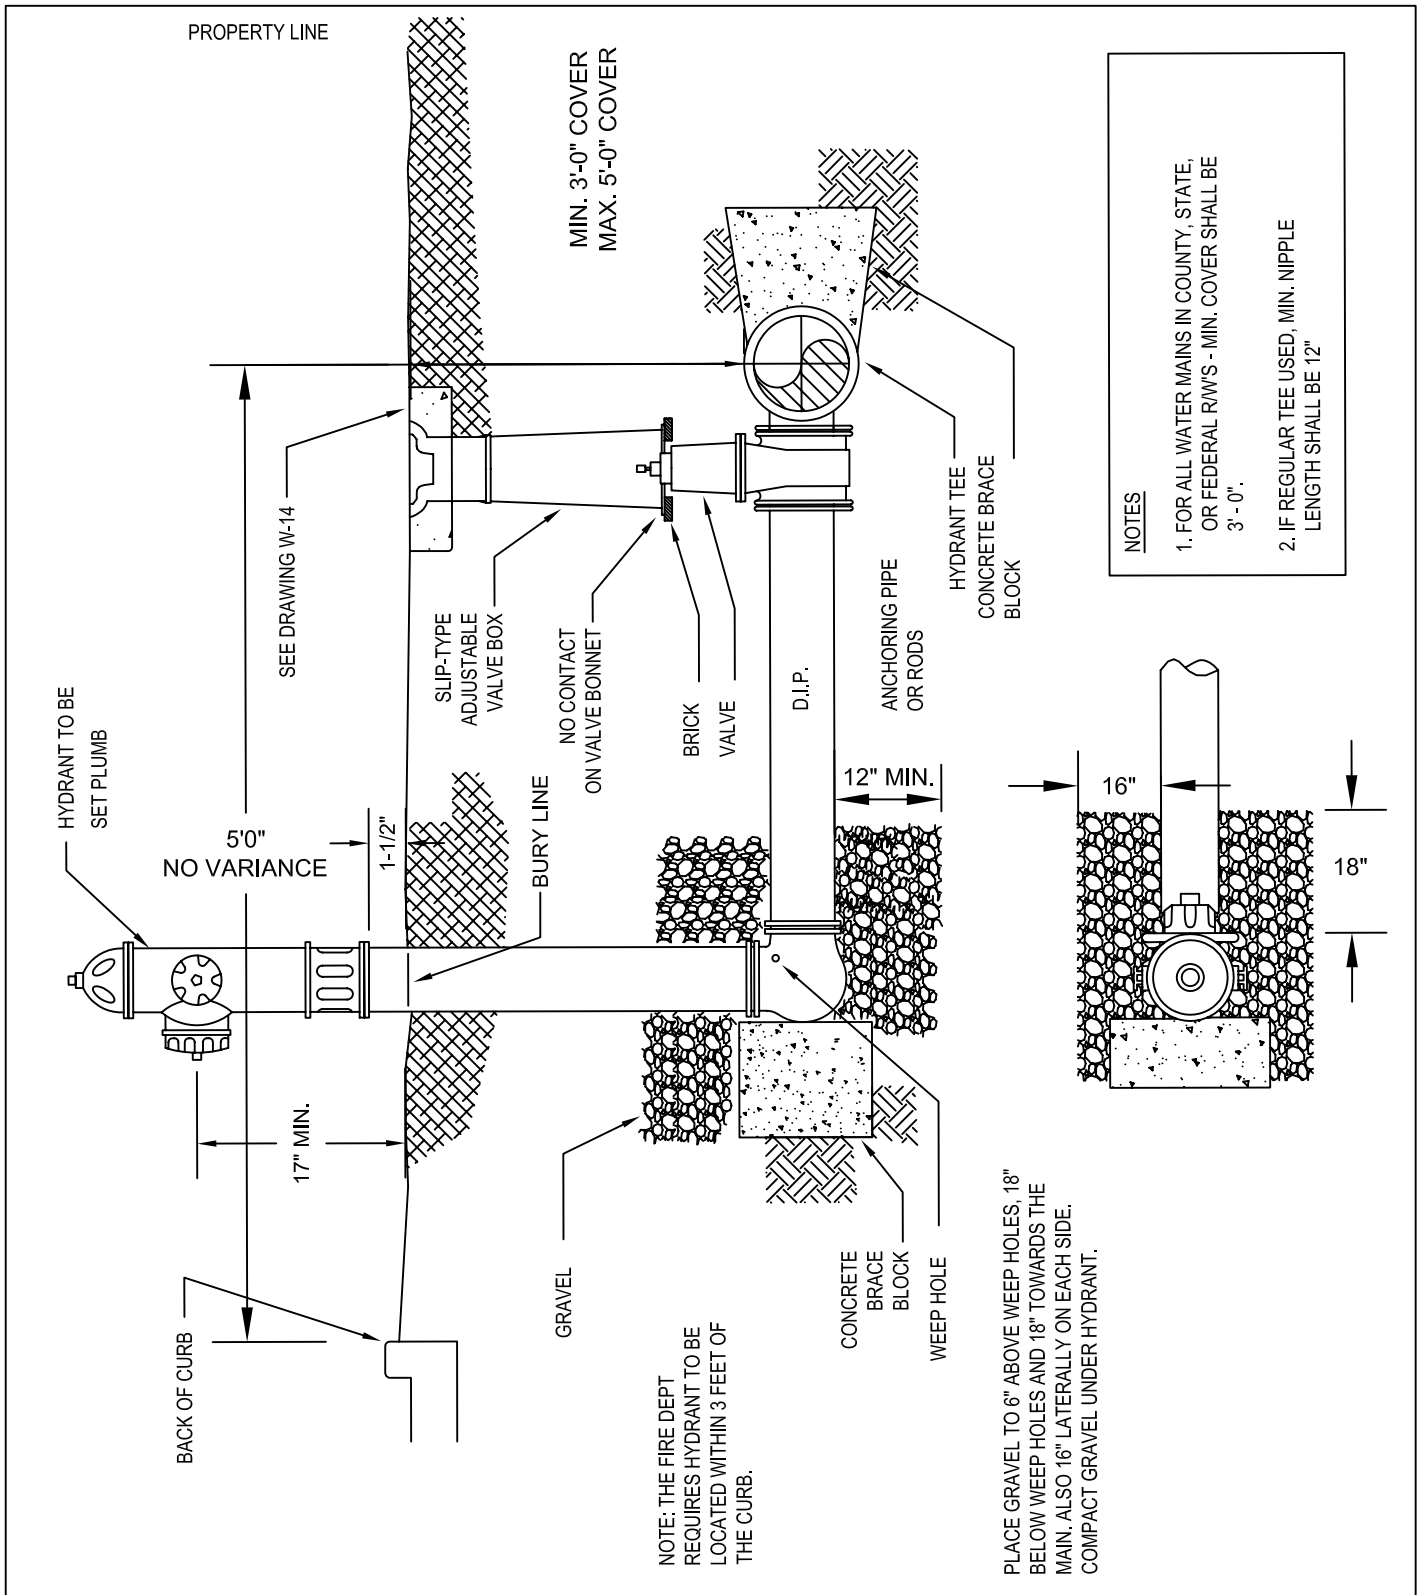 PROPERTY LINE
MIN. 3'-0" COVER
MAX. 5'-0" COVER
SEE DRAWING W-14
HYDRANT TO BE
SET PLUMB
5'0"
NO VARIANCE
1-1/2"
17" MIN.
BACK OF CURB
SLIP-TYPE
ADJUSTABLE
VALVE BOX
NO CONTACT
ON VALVE BONNET
BRICK
VALVE
BURY LINE
D.I.P.
ANCHORING PIPE
OR RODS
HYDRANT TEE
CONCRETE BRACE
BLOCK
12" MIN.
GRAVEL
CONCRETE
BRACE
BLOCK
WEEP HOLE
NOTE: THE FIRE DEPT
REQUIRES HYDRANT TO BE
LOCATED WITHIN 3 FEET OF
THE CURB.
NOTES
1. FOR ALL WATER MAINS IN COUNTY, STATE,
OR FEDERAL R/W'S - MIN. COVER SHALL BE
3' - 0".
2. IF REGULAR TEE USED, MIN. NIPPLE
LENGTH SHALL BE 12"
16"
18"
PLACE GRAVEL TO 6" ABOVE WEEP HOLES, 18"
BELOW WEEP HOLES AND 18" TOWARDS THE
MAIN. ALSO 16" LATERALLY ON EACH SIDE.
COMPACT GRAVEL UNDER HYDRANT.